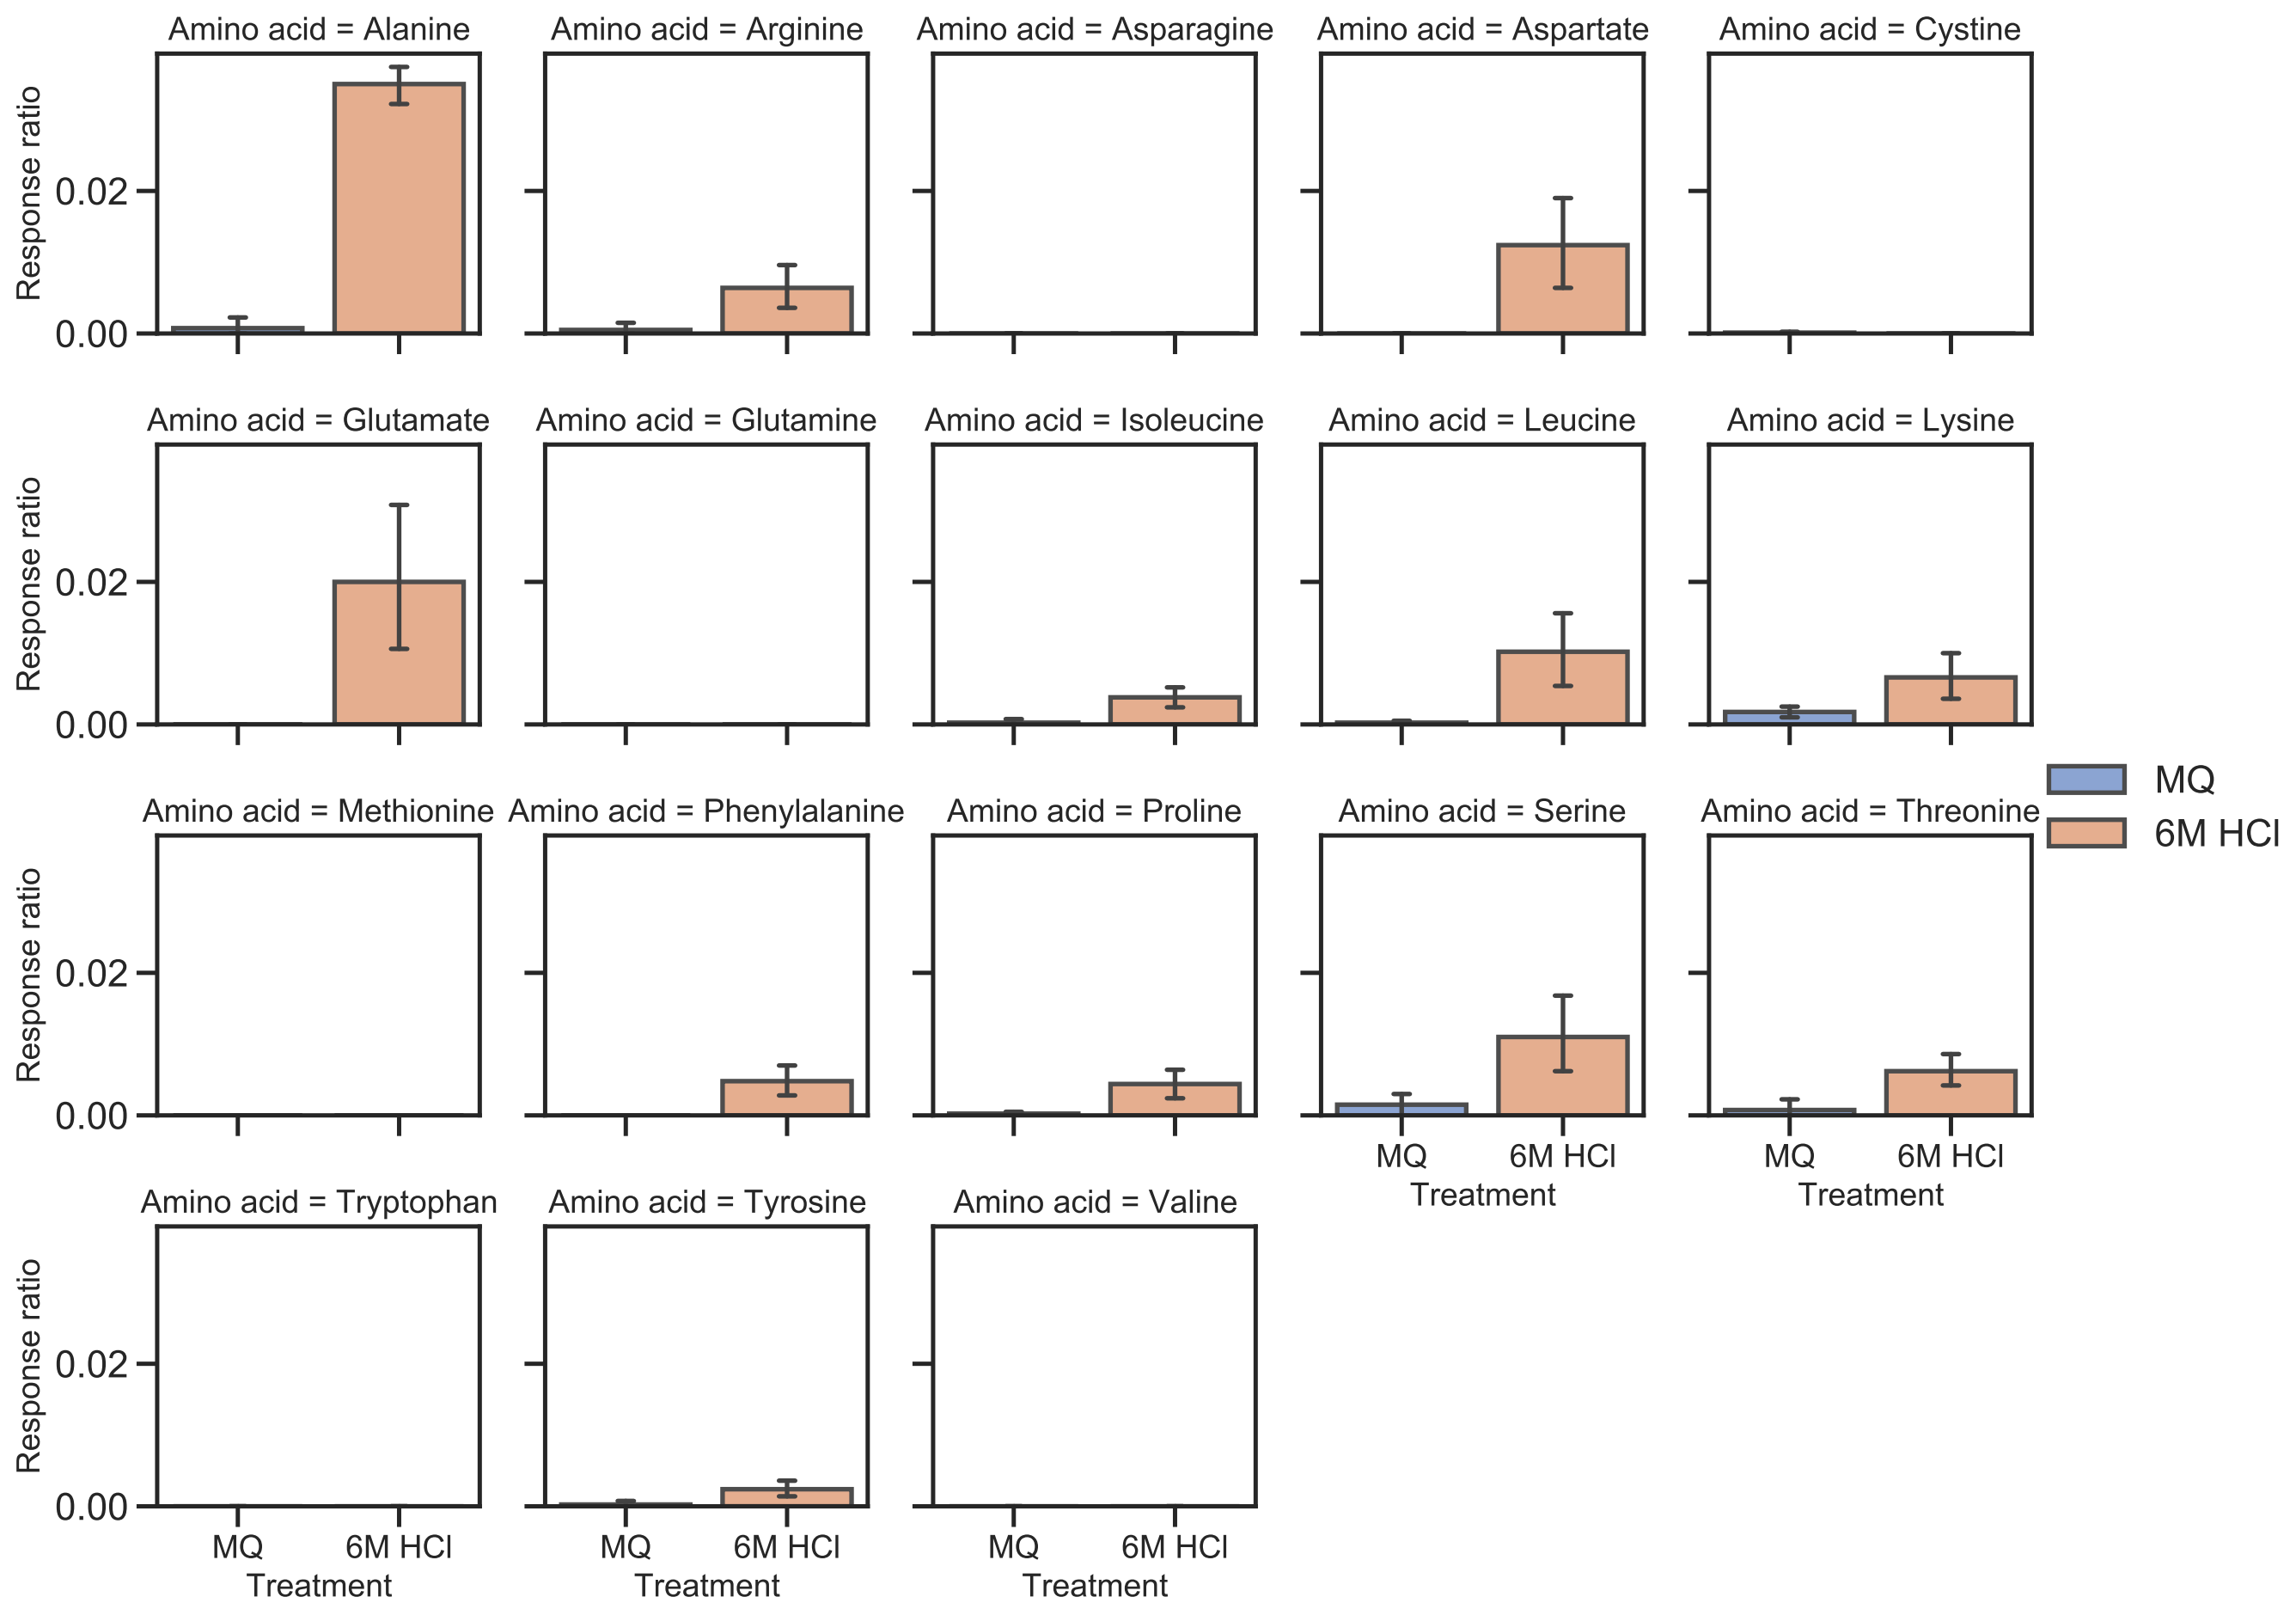 Amino acid = Alanine
Amino acid = Arginine
Amino acid = Asparagine
Amino acid = Aspartate
Amino acid = Cystine
Response ratio
0.02
0.00
Amino acid = Glutamate
Amino acid = Glutamine
Amino acid = Isoleucine
Amino acid = Leucine
Amino acid = Lysine
Response ratio
0.02
0.00
MQ
6M HCl
Amino acid = Methionine
Amino acid = Phenylalanine
Amino acid = Proline
Amino acid = Serine
Amino acid = Threonine
Response ratio
0.02
0.00
MQ
6M HCl
Treatment
MQ
6M HCl
Treatment
Amino acid = Tryptophan
Amino acid = Tyrosine
Amino acid = Valine
Response ratio
0.02
0.00
MQ
6M HCl
Treatment
MQ
6M HCl
Treatment
MQ
6M HCl
Treatment